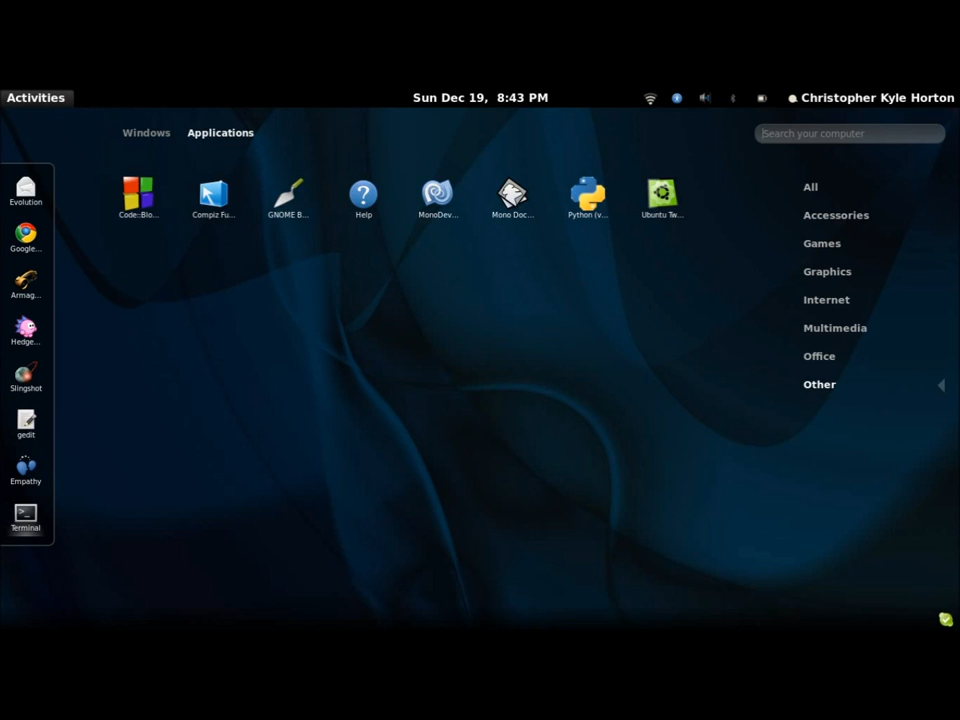 Activities
Sun Dec 19, 8:43 PM
Christopher Kyle Horton
Windows Applications
Search your computer
Evolution
Google...
Armag...
Hedge...
Slingshot
gedit
Empathy
>_
Terminal
Code::Blo...
Compiz Fu...
GNOME B...
?
Help
MonoDev...
Mono Doc...
Python (v...
Ubuntu Tw...
All
Accessories
Games
Graphics
Internet
Multimedia
Office
Other